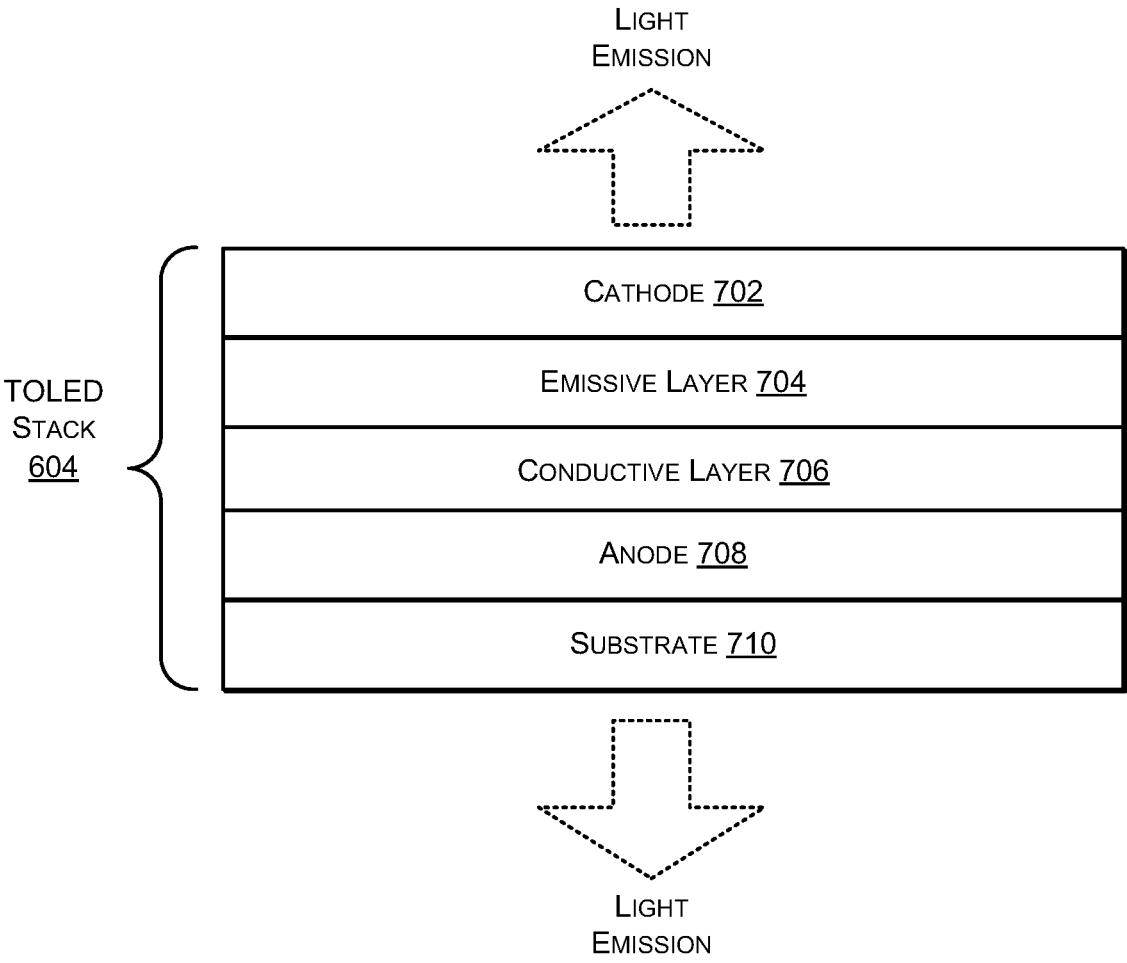 LIGHT
EMISSION
CATHODE 702
EMISSIVE LAYER 704
TOLED
STACK
604
CONDUCTIVE LAYER 706
ANODE 708
SUBSTRATE 710
LIGHT
EMISSION